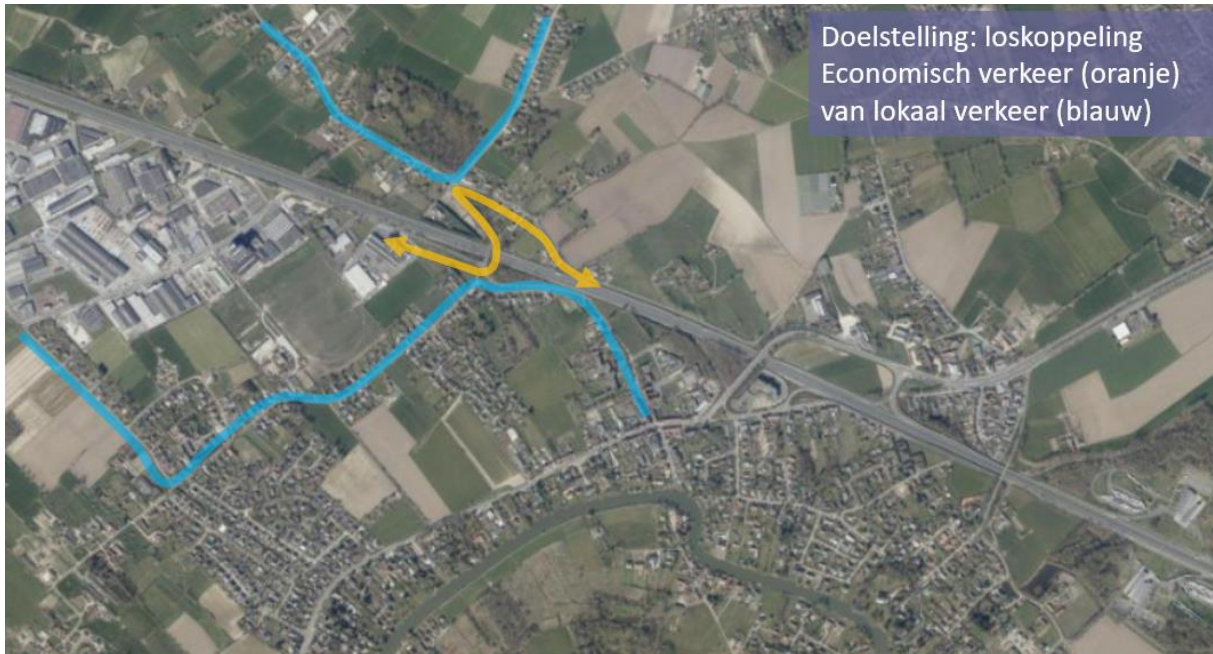 Doelstelling: loskoppeling
Economisch verkeer (oranje)
van lokaal verkeer (blauw)